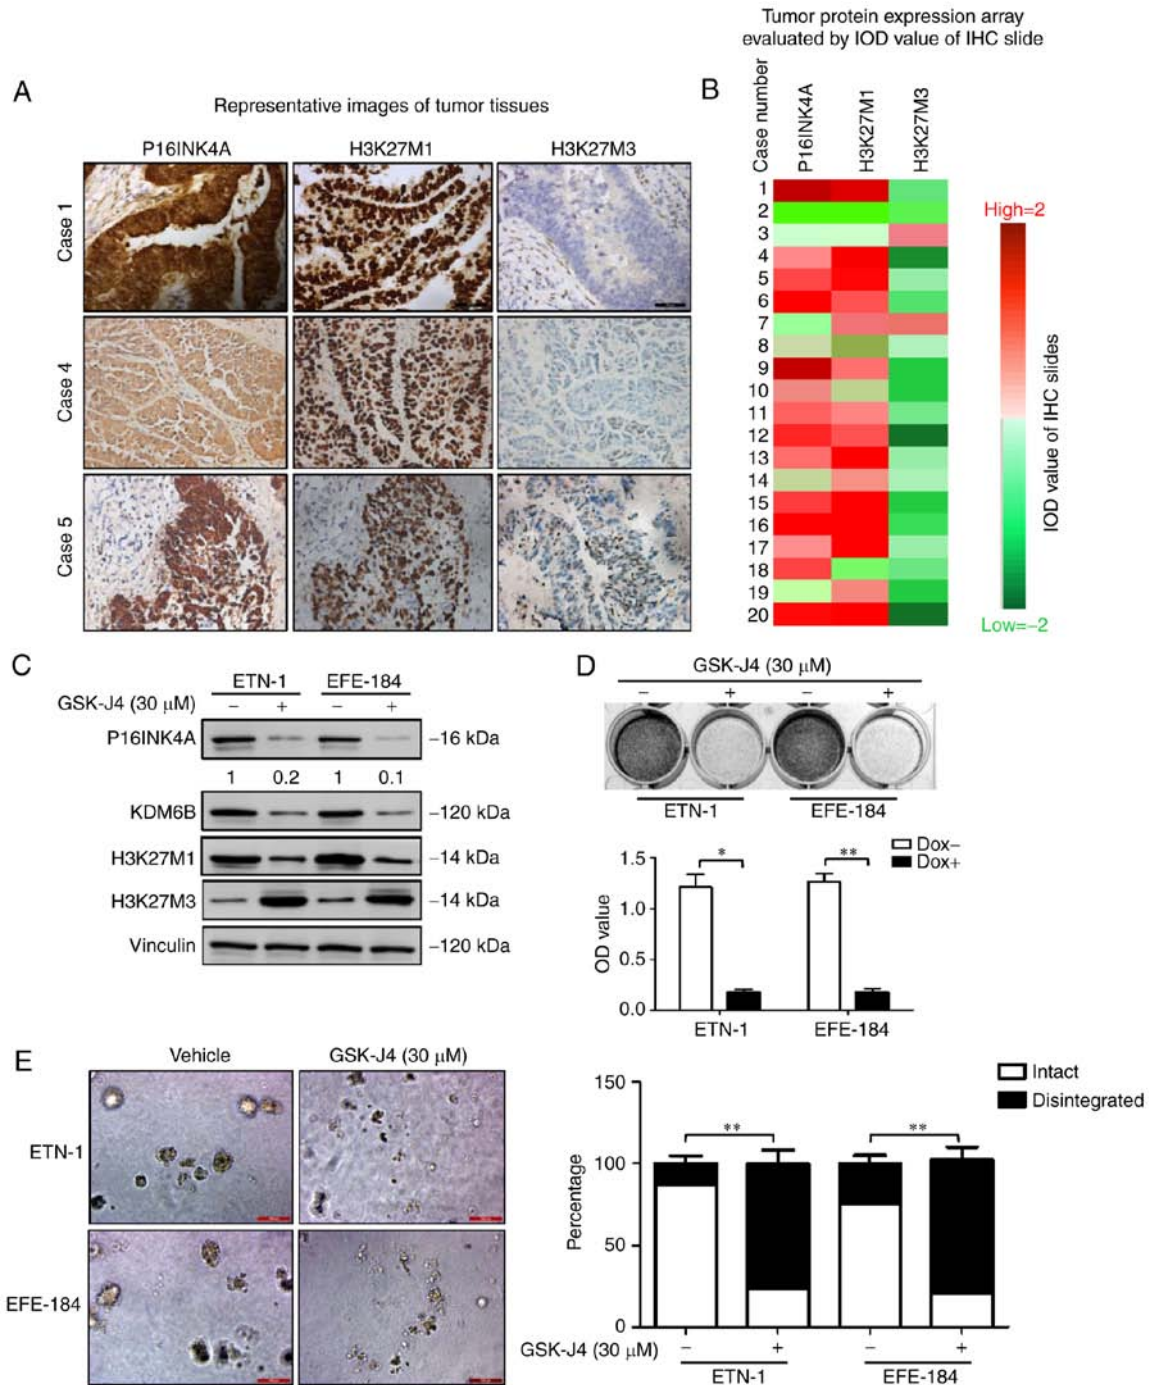 A
Representative images of tumor tissues
P16INK4A H3K27M1 H3K27M3
Case 1
Case 4
Case 5
Tumor protein expression array
evaluated by IOD value of IHC slide
B
Case number
P16INK4A
H3K27M1
H3K27M3
1
2
3
4
5
6
7
8
9
10
11
12
13
14
15
16
17
18
19
20
High=2
IOD value of IHC slides
Low=−2
C
ETN-1 EFE-184
GSK-J4 (30 μM) − + − +
P16INK4A −16 kDa
1 0.2 1 0.1
KDM6B −120 kDa
H3K27M1 −14 kDa
H3K27M3 −14 kDa
Vinculin −120 kDa
D
GSK-J4 (30 μM)
− + − +
ETN-1 EFE-184
Dox−
Dox+
* **
OD value
1.5
1.0
0.5
0.0
ETN-1 EFE-184
E
Vehicle GSK-J4 (30 μM)
ETN-1
EFE-184
Intact
Disintegrated
** **
Percentage
150
100
50
0
GSK-J4 (30 μM) − + − +
ETN-1 EFE-184